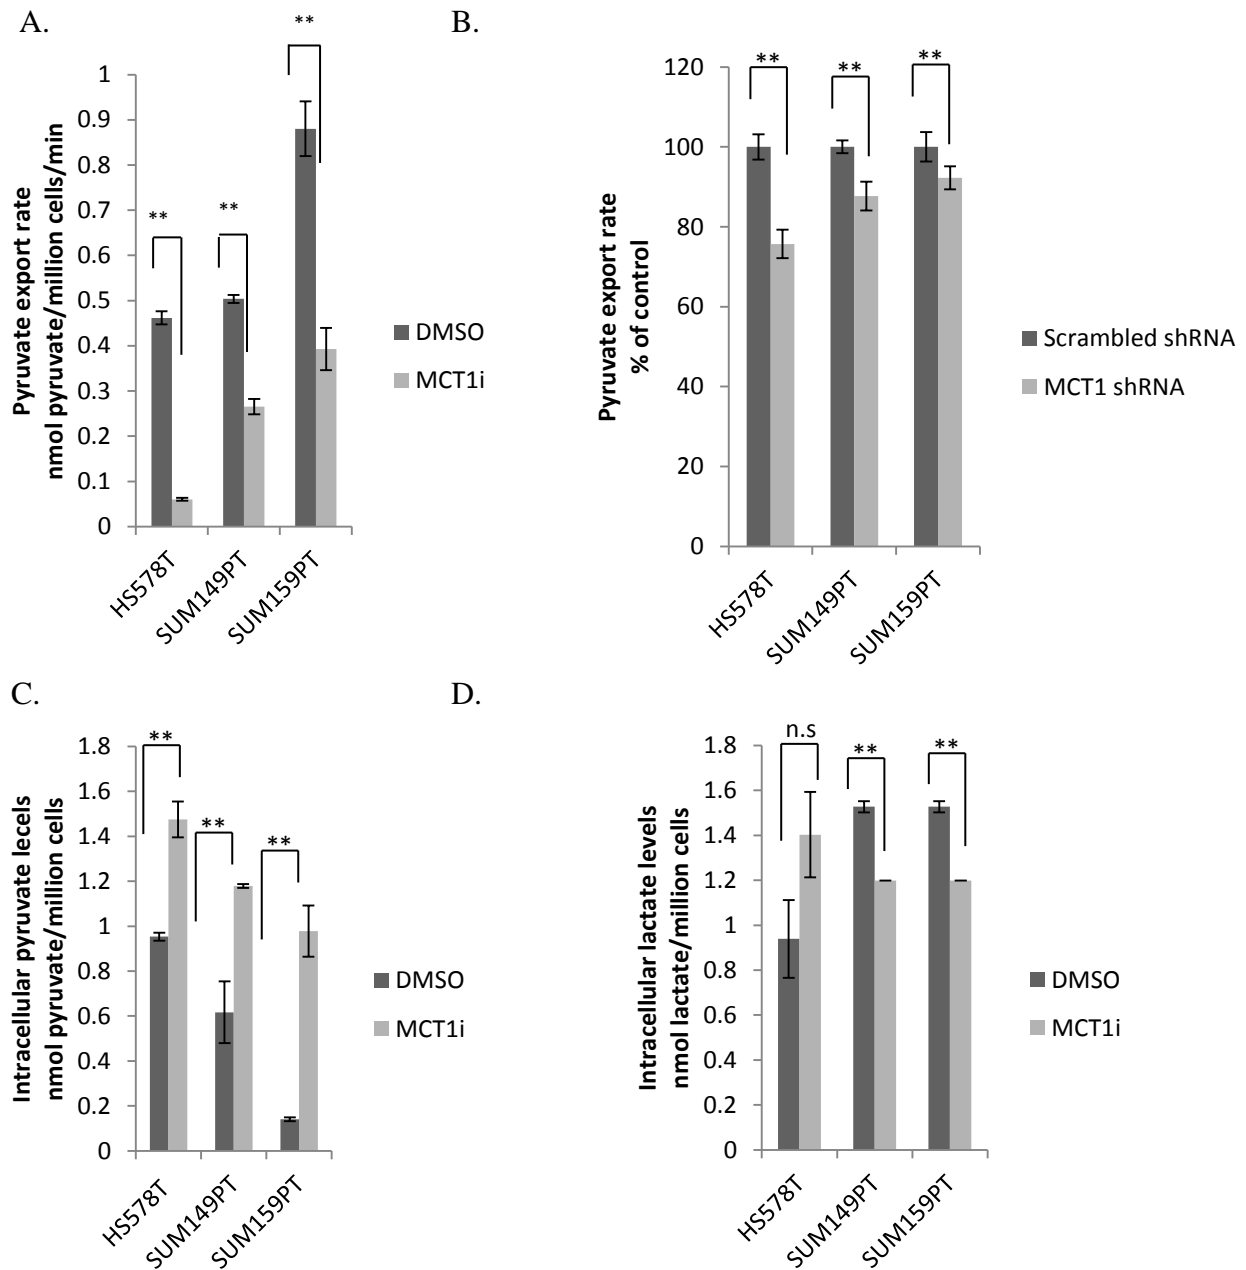 A.
**
**
**
1
0.9
0.8
0.7
0.6
0.5
0.4
0.3
0.2
0.1
0
Pyruvate export rate
nmol pyruvate/million cells/min
HS578T
SUM149PT
SUM159PT
DMSO
MCT1i
B.
**
**
**
120
100
80
60
40
20
0
Pyruvate export rate
% of control
HS578T
SUM149PT
SUM159PT
Scrambled shRNA
MCT1 shRNA
C.
**
**
**
1.8
1.6
1.4
1.2
1
0.8
0.6
0.4
0.2
0
Intracellular pyruvate lecels
nmol pyruvate/million cells
HS578T
SUM149PT
SUM159PT
DMSO
MCT1i
D.
n.s
**
**
1.8
1.6
1.4
1.2
1
0.8
0.6
0.4
0.2
0
Intracellular lactate levels
nmol lactate/million cells
HS578T
SUM149PT
SUM159PT
DMSO
MCT1i